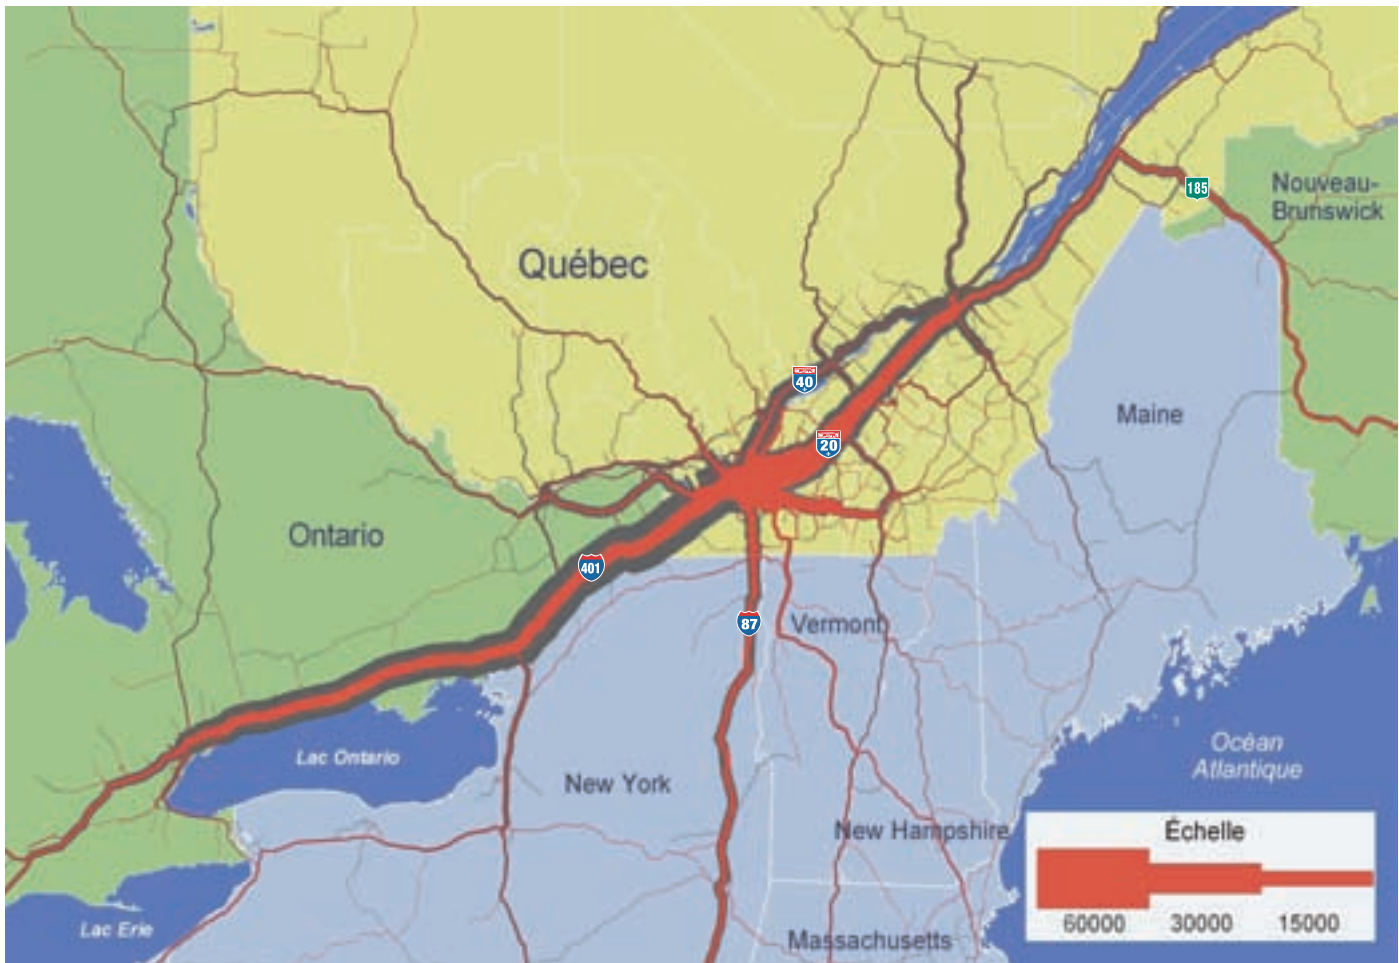 185
Nouveau-
Brunswick
Québec
40
Maine
20
Ontario
401
87
Vermont
Lac Ontario
Océan
Atlantique
New York
New Hampshire
Échelle
60000 30000 15000
Lac Erie
Massachusetts